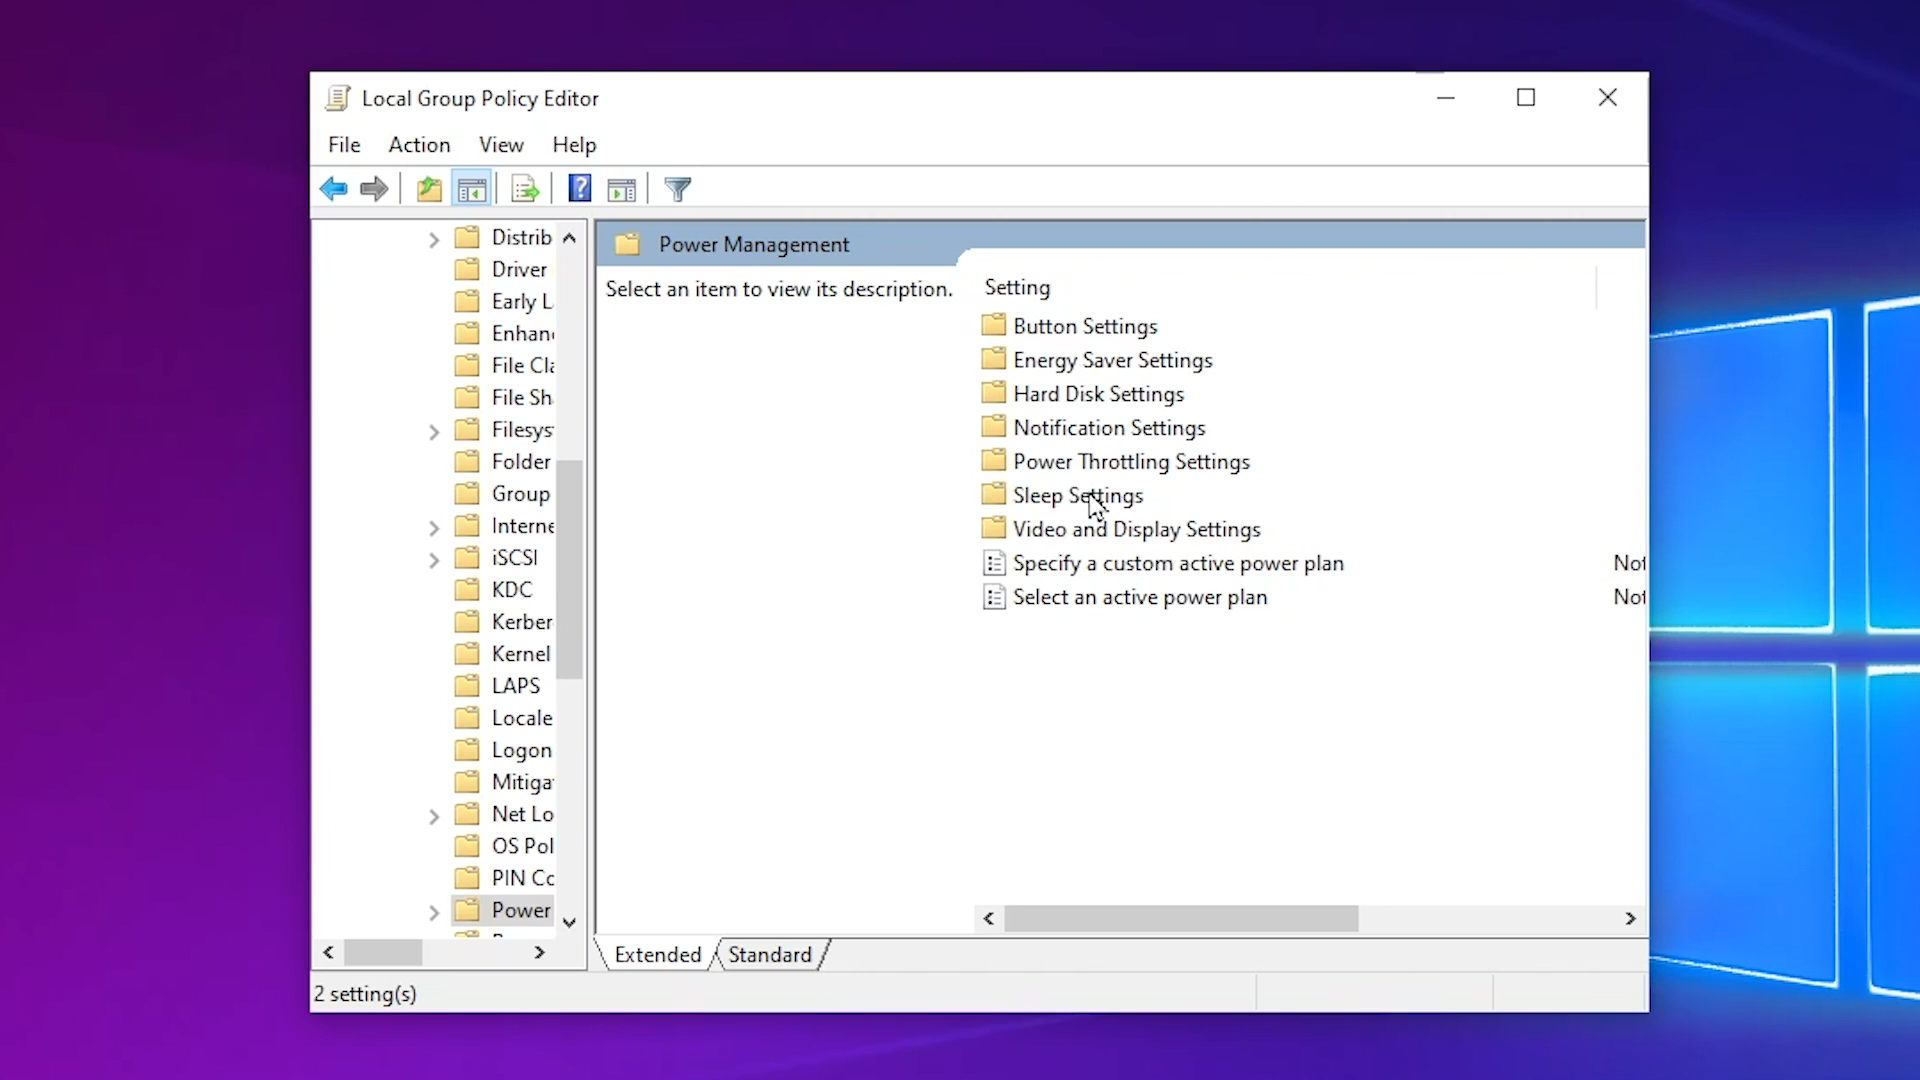 Local Group Policy Editor
File Action View Help
Distrib
Driver
Early L
Enhan
File Cla
File Sh
Filesys
Folder
Group
Interne
iSCSI
KDC
Kerber
Kernel
LAPS
Locale
Logon
Mitiga
Net Lo
OS Pol
PIN Co
Power
Power Management
Select an item to view its description.
Setting
Button Settings
Energy Saver Settings
Hard Disk Settings
Notification Settings
Power Throttling Settings
Sleep Settings
Video and Display Settings
Specify a custom active power plan Not
Select an active power plan Not
Extended Standard
2 setting(s)